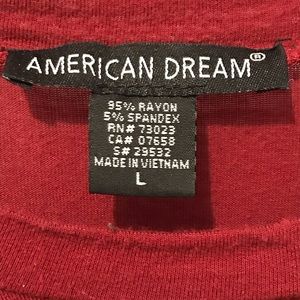 AMERICAN DREAM®
95% RAYON
5% SPANDEX
RN# 73023
CA# 07658
S# 29532
MADE IN VIETNAM
L